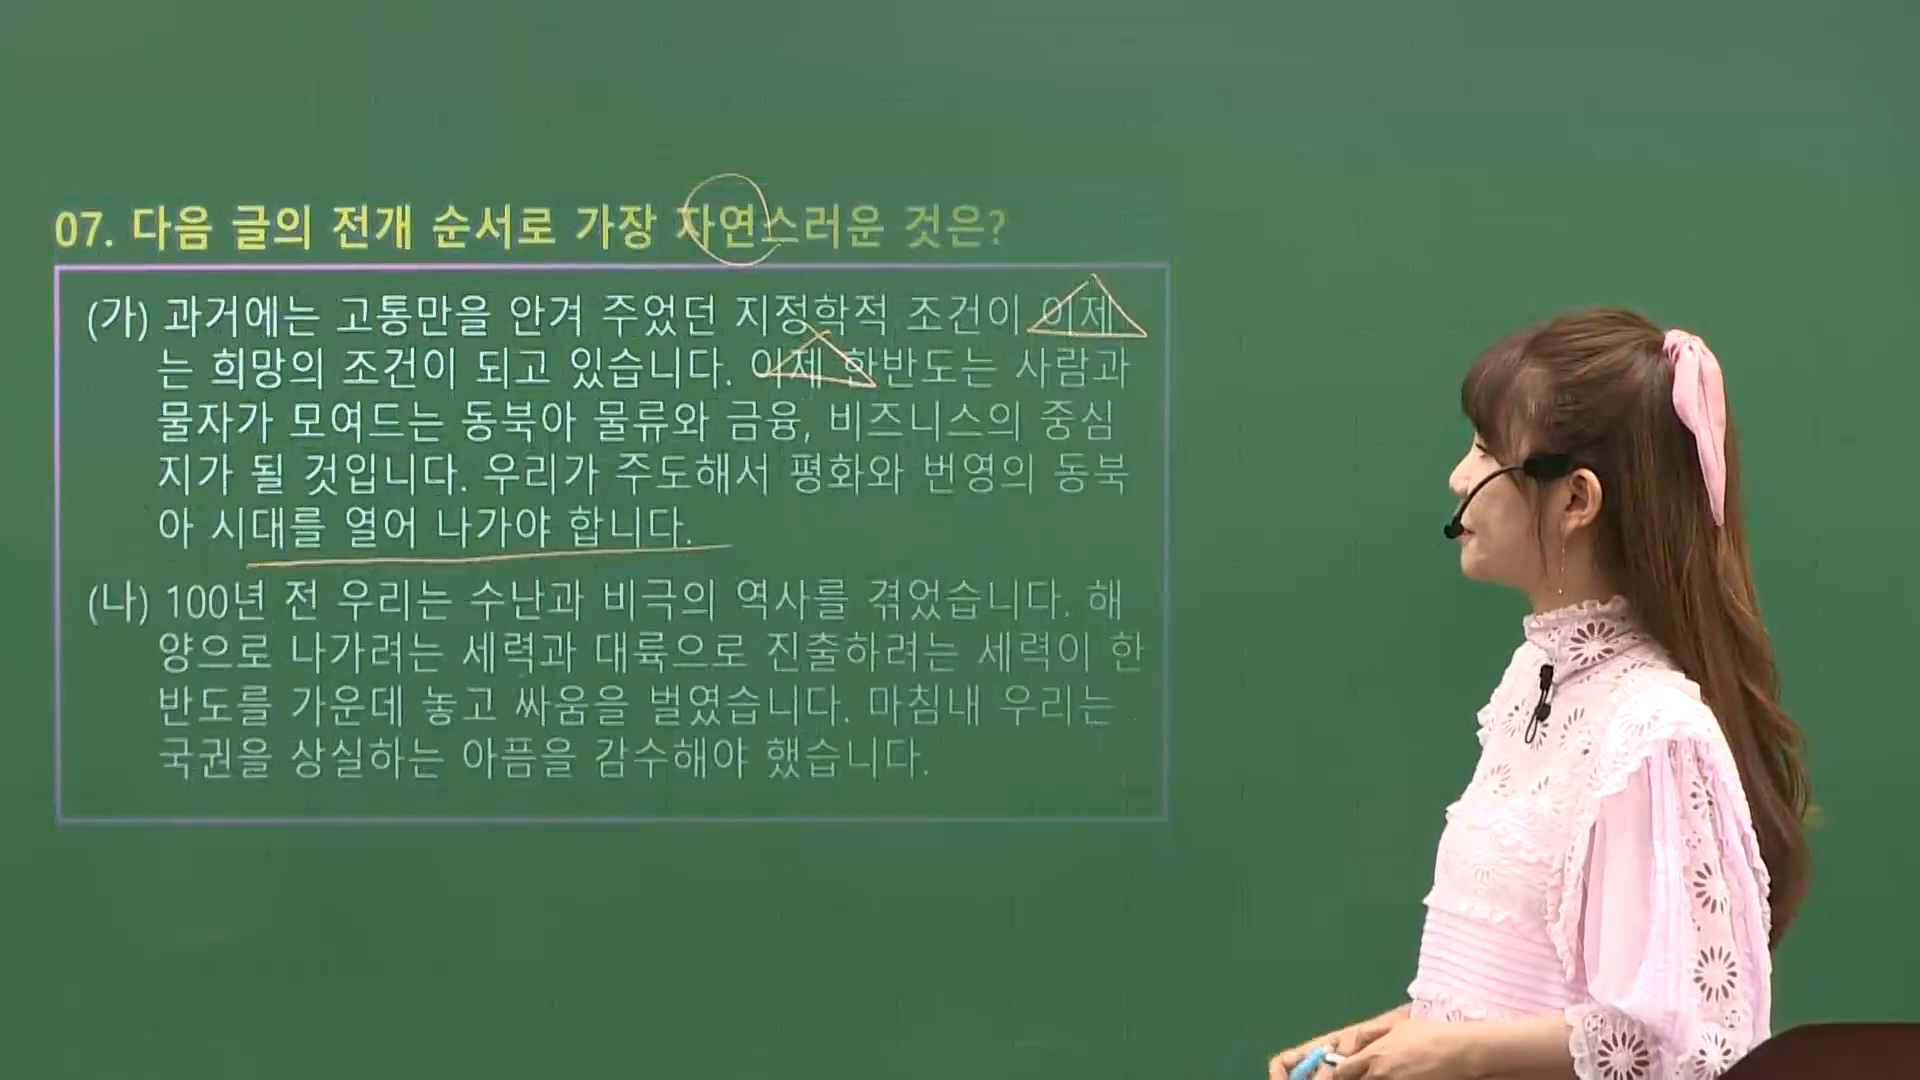 07. 다음 글의 전개 순서로 가장 자연스러운 것은?
(가) 과거에는 고통만을 안겨 주었던 지정학적 조건이 이제
는 희망의 조건이 되고 있습니다. 이제 한반도는 사람과
물자가 모여드는 동북아 물류와 금융, 비즈니스의 중심
지가 될 것입니다. 우리가 주도해서 평화와 번영의 동북
아 시대를 열어 나가야 합니다.
(나) 100년 전 우리는 수난과 비극의 역사를 겪었습니다. 해
양으로 나가려는 세력과 대륙으로 진출하려는 세력이 한
반도를 가운데 놓고 싸움을 벌였습니다. 마침내 우리는
국권을 상실하는 아픔을 감수해야 했습니다.